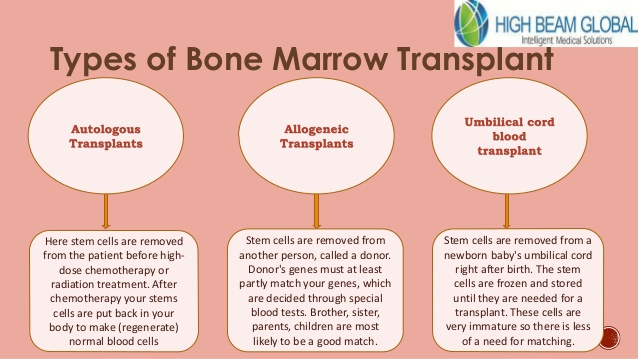 HIGH BEAM GLOBAL
Intelligent Medical Solutions
Types of Bone Marrow Transplant
Autologous
Transplants
Allogeneic
Transplants
Umbilical cord
blood
transplant
Here stem cells are removed
from the patient before high-
dose chemotherapy or
radiation treatment. After
chemotherapy your stems
cells are put back in your
body to make (regenerate)
normal blood cells
Stem cells are removed from
another person, called a donor.
Donor's genes must at least
partly match your genes, which
are decided through special
blood tests. Brother, sister,
parents, children are most
likely to be a good match.
Stem cells are removed from a
newborn baby's umbilical cord
right after birth. The stem
cells are frozen and stored
until they are needed for a
transplant. These cells are
very immature so there is less
of a need for matching.